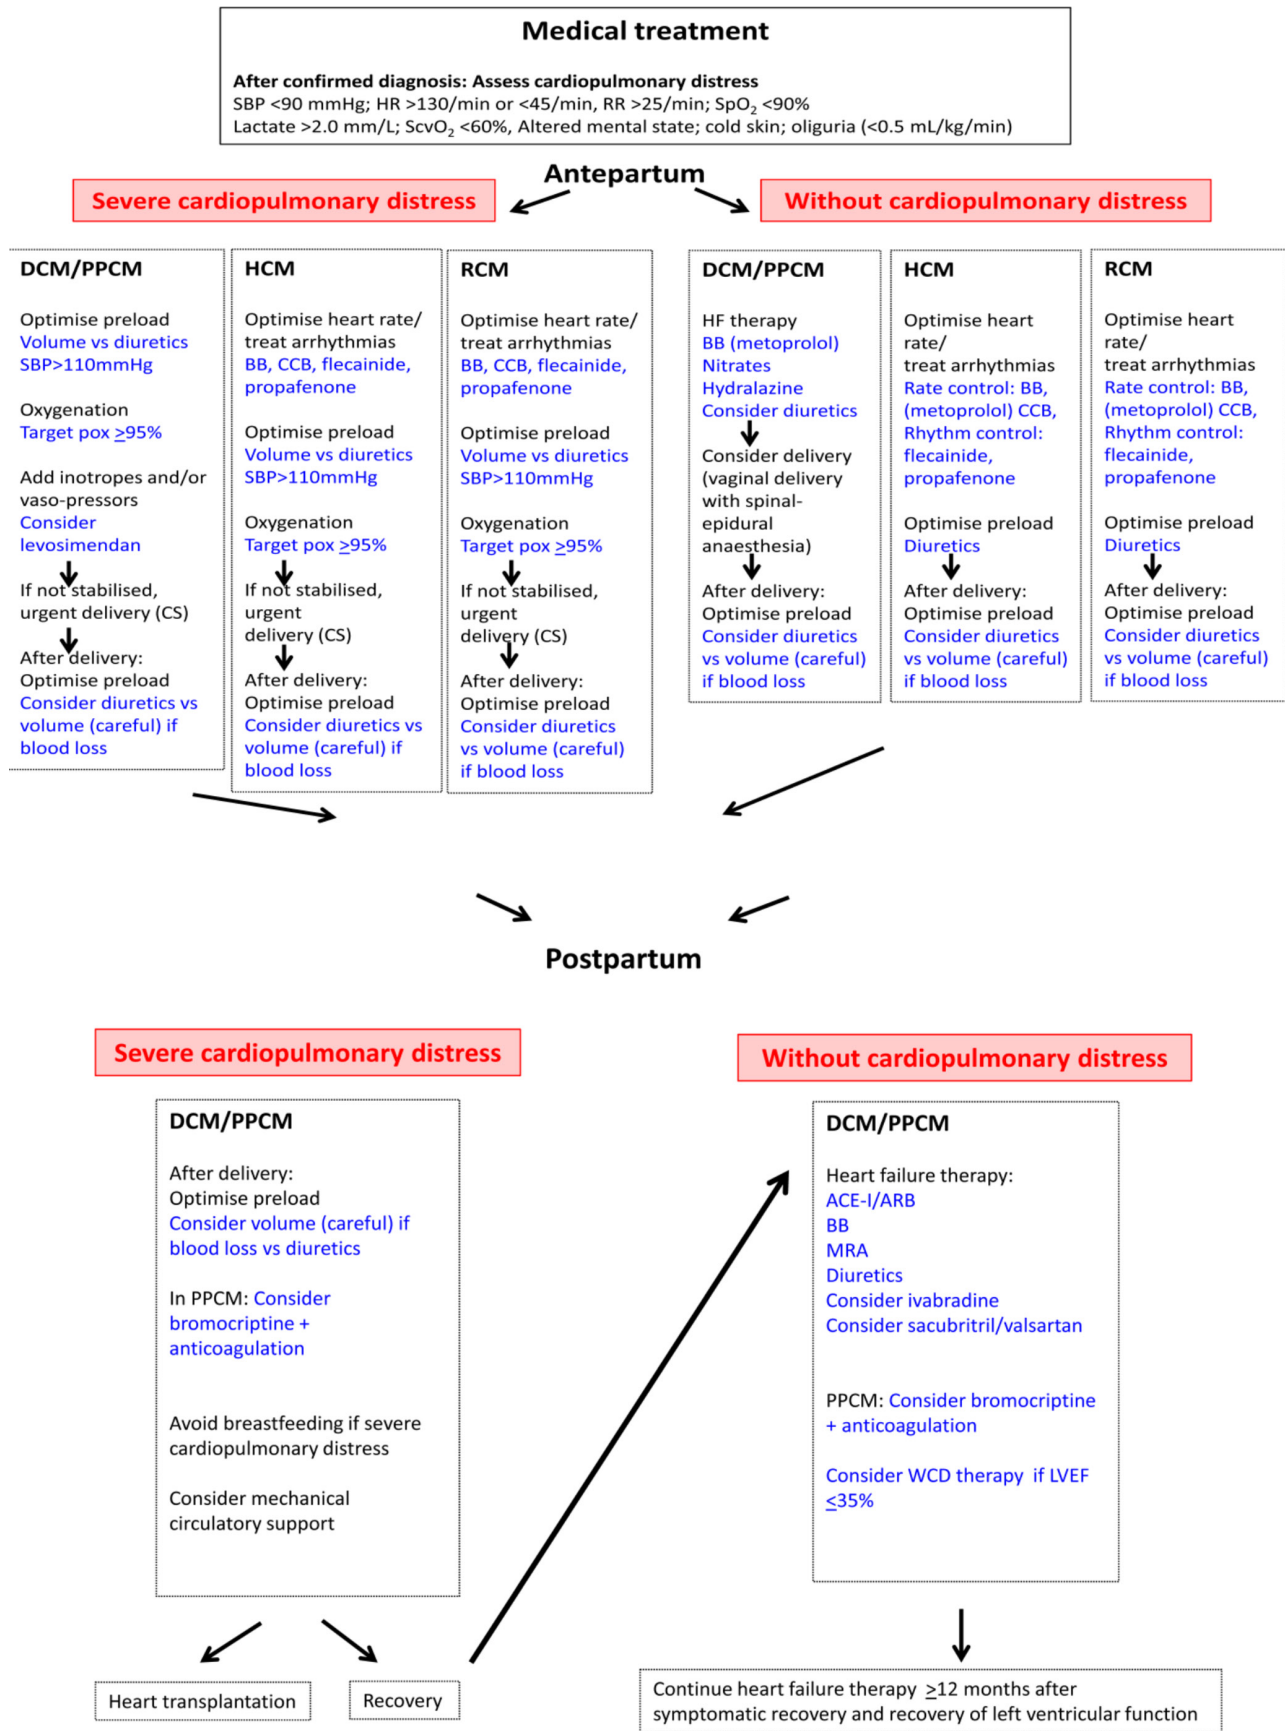 Medical treatment
After confirmed diagnosis: Assess cardiopulmonary distress
SBP <90 mmHg; HR >130/min or <45/min, RR >25/min; SpO₂ <90%
Lactate >2.0 mm/L; ScvO₂ <60%, Altered mental state; cold skin; oliguria (<0.5 mL/kg/min)
Antepartum
Severe cardiopulmonary distress
Without cardiopulmonary distress
DCM/PPCM
Optimise preload
Volume vs diuretics
SBP>110mmHg
Oxygenation
Target pox ≥95%
Add inotropes and/or
vaso-pressors
Consider
levosimendan
If not stabilised,
urgent delivery (CS)
After delivery:
Optimise preload
Consider diuretics vs
volume (careful) if
blood loss
HCM
Optimise heart rate/
treat arrhythmias
BB, CCB, flecainide,
propafenone
Optimise preload
Volume vs diuretics
SBP>110mmHg
Oxygenation
Target pox ≥95%
If not stabilised,
urgent
delivery (CS)
After delivery:
Optimise preload
Consider diuretics vs
volume (careful) if
blood loss
RCM
Optimise heart rate/
treat arrhythmias
BB, CCB, flecainide,
propafenone
Optimise preload
Volume vs diuretics
SBP>110mmHg
Oxygenation
Target pox ≥95%
If not stabilised,
urgent
delivery (CS)
After delivery:
Optimise preload
Consider diuretics
vs volume (careful)
if blood loss
DCM/PPCM
HF therapy
BB (metoprolol)
Nitrates
Hydralazine
Consider diuretics
Consider delivery
(vaginal delivery
with spinal-
epidural
anaesthesia)
After delivery:
Optimise preload
Consider diuretics
vs volume (careful)
if blood loss
HCM
Optimise heart
rate/
treat arrhythmias
Rate control: BB,
(metoprolol) CCB,
Rhythm control:
flecainide,
propafenone
Optimise preload
Diuretics
After delivery:
Optimise preload
Consider diuretics
vs volume (careful)
if blood loss
RCM
Optimise heart
rate/
treat arrhythmias
Rate control: BB,
(metoprolol) CCB,
Rhythm control:
flecainide,
propafenone
Optimise preload
Diuretics
After delivery:
Optimise preload
Consider diuretics
vs volume (careful)
if blood loss
Postpartum
Severe cardiopulmonary distress
Without cardiopulmonary distress
DCM/PPCM
After delivery:
Optimise preload
Consider volume (careful) if
blood loss vs diuretics
In PPCM: Consider
bromocriptine +
anticoagulation
Avoid breastfeeding if severe
cardiopulmonary distress
Consider mechanical
circulatory support
Heart transplantation
Recovery
DCM/PPCM
Heart failure therapy:
ACE-I/ARB
BB
MRA
Diuretics
Consider ivabradine
Consider sacubritril/valsartan
PPCM: Consider bromocriptine
+ anticoagulation
Consider WCD therapy if LVEF
≤35%
Continue heart failure therapy ≥12 months after
symptomatic recovery and recovery of left ventricular function